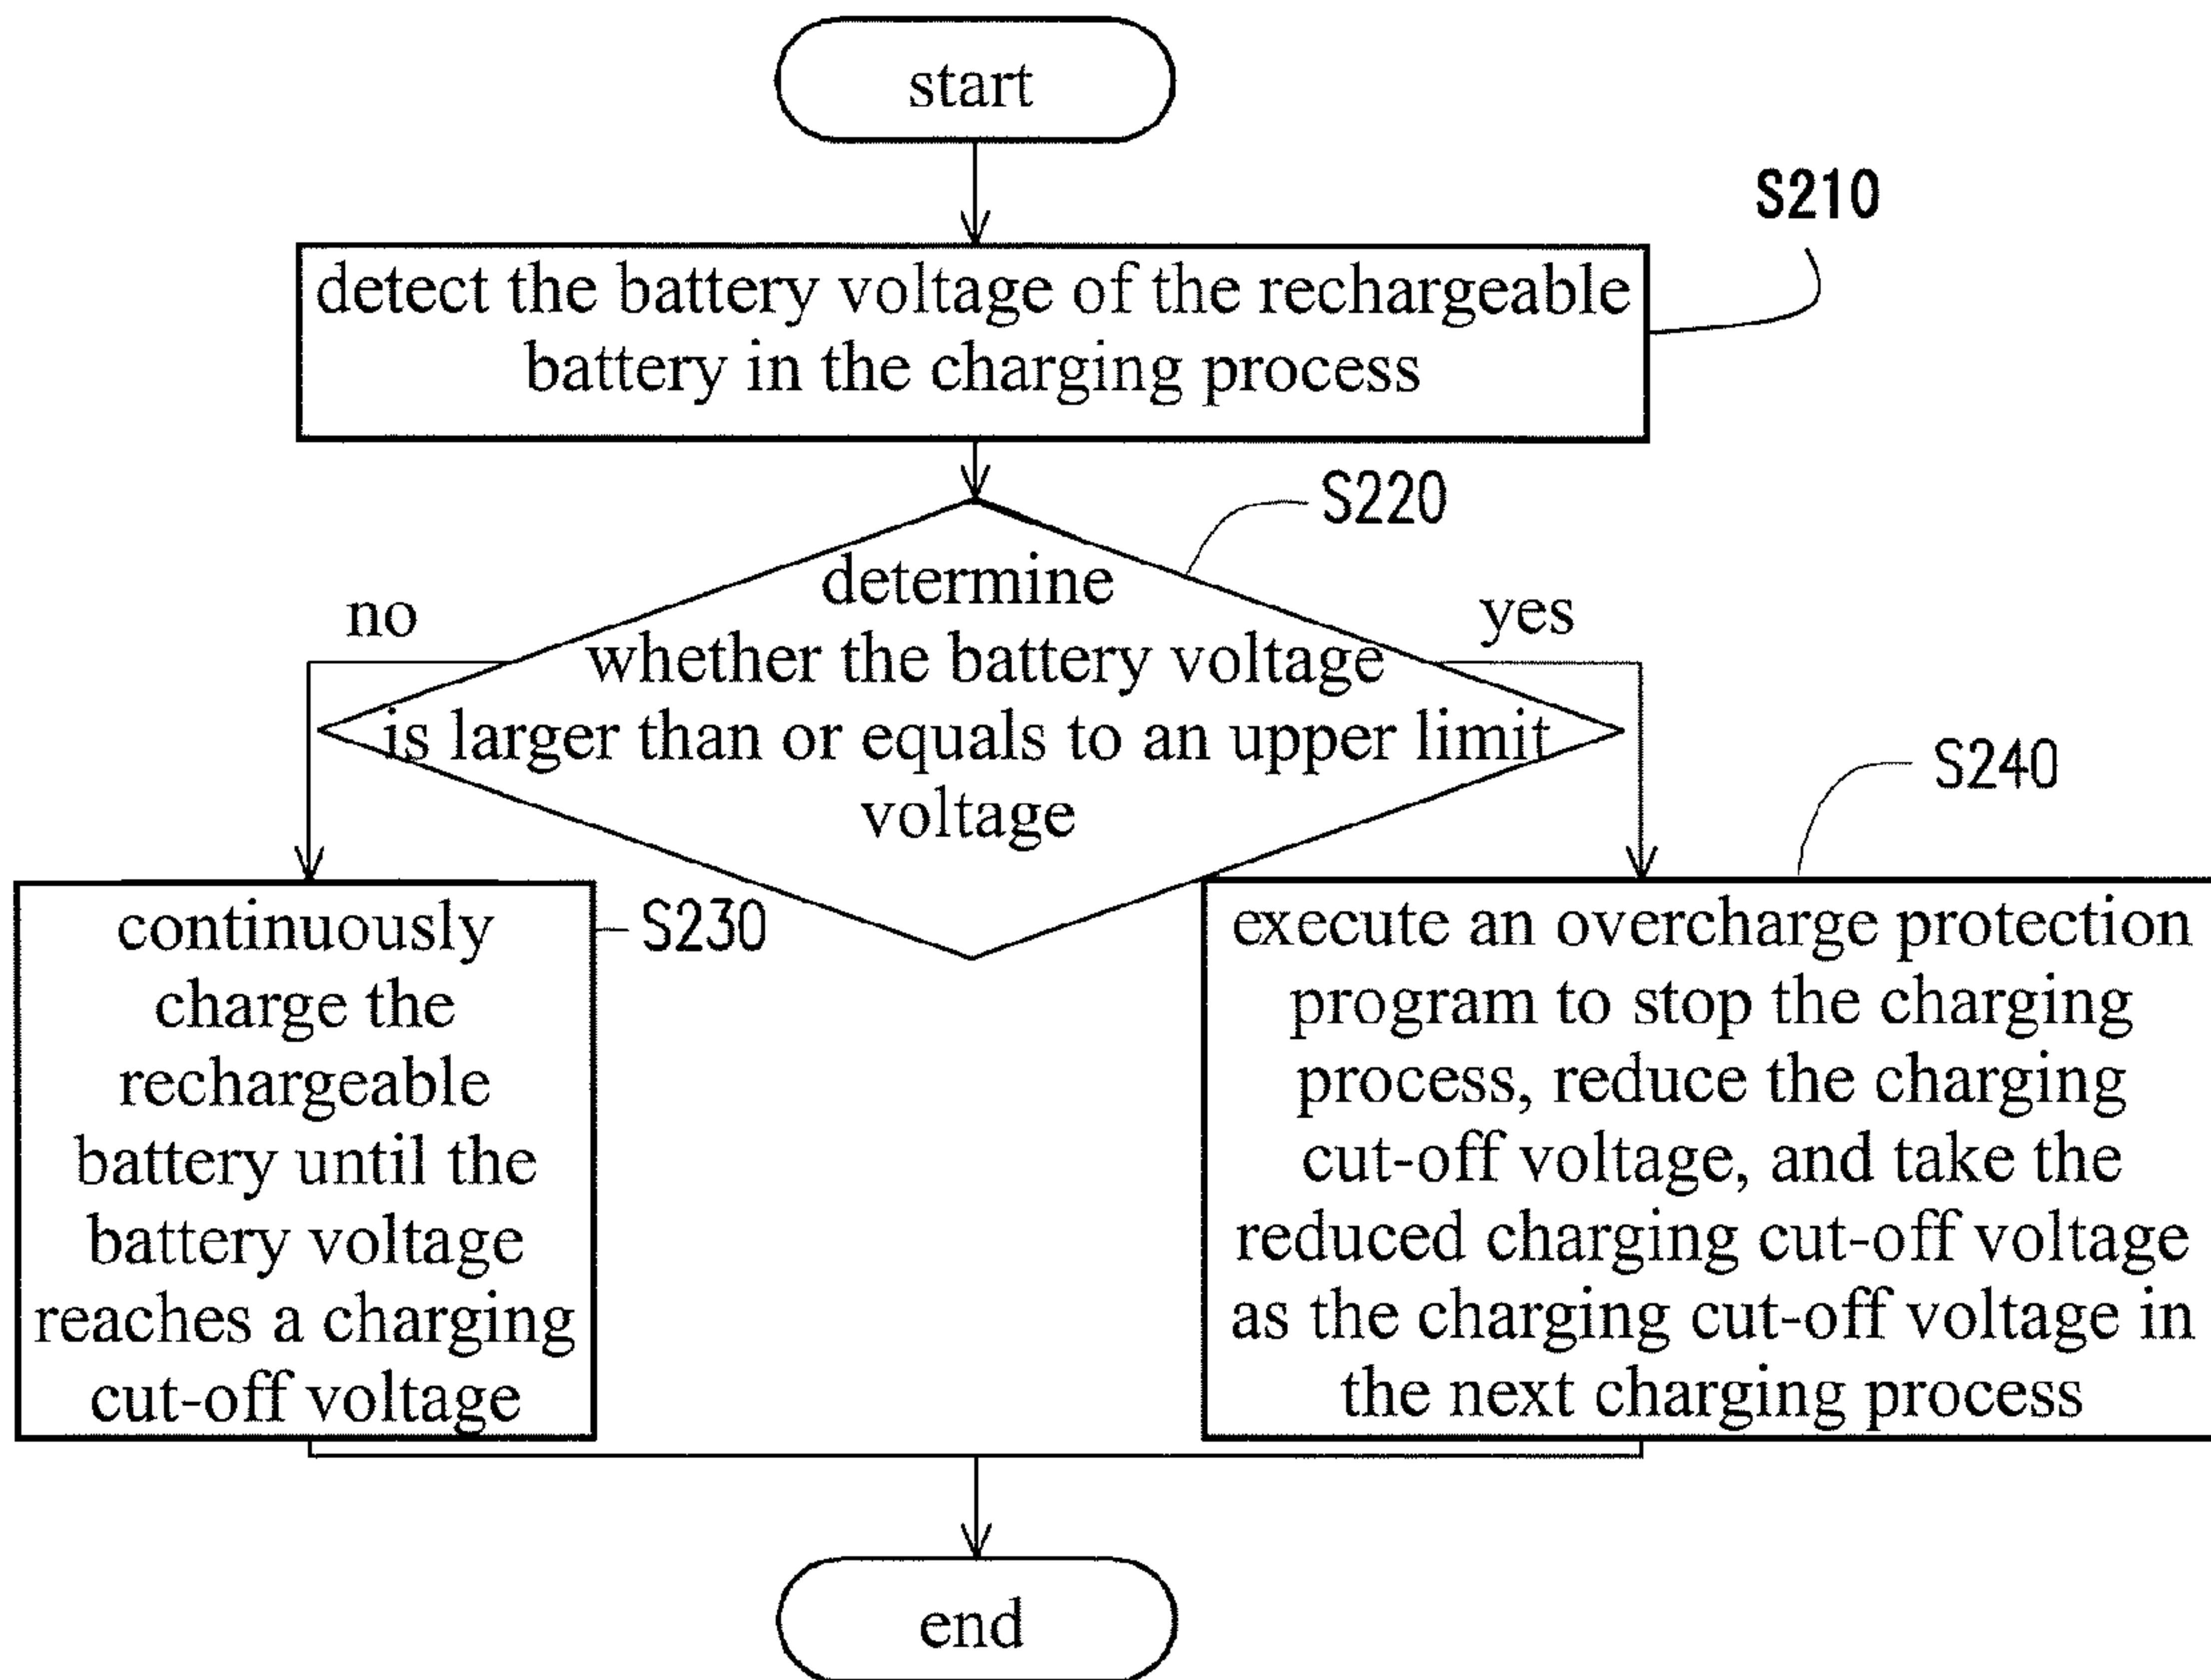 start
S210
detect the battery voltage of the rechargeable
battery in the charging process
S220
determine
whether the battery voltage
is larger than or equals to an upper limit
voltage
no
yes
S230
continuously
charge the
rechargeable
battery until the
battery voltage
reaches a charging
cut-off voltage
S240
execute an overcharge protection
program to stop the charging
process, reduce the charging
cut-off voltage, and take the
reduced charging cut-off voltage
as the charging cut-off voltage in
the next charging process
end